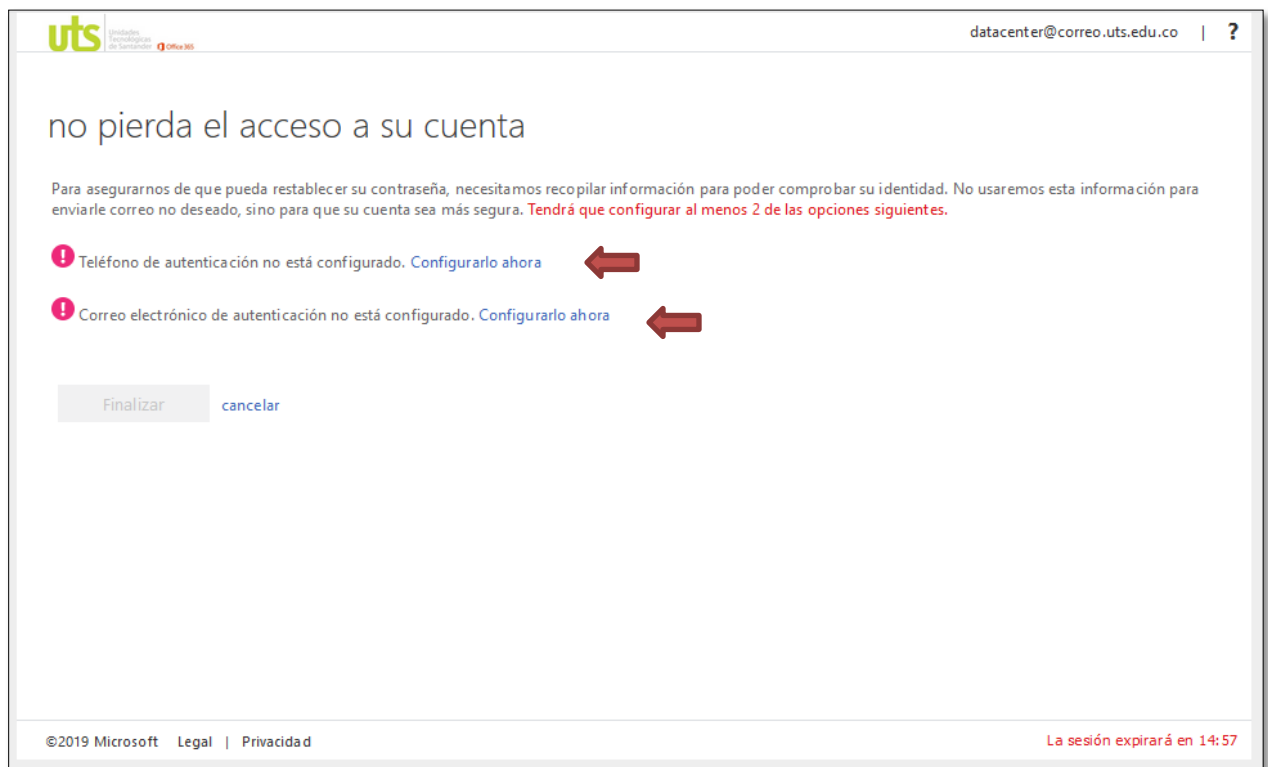 uts Unidades
Tecnológicas
de Santander Office 365
datacenter@correo.uts.edu.co | ?
no pierda el acceso a su cuenta
Para asegurarnos de que pueda restablecer su contraseña, necesitamos recopilar información para poder comprobar su identidad. No usaremos esta información para
enviarle correo no deseado, sino para que su cuenta sea más segura. Tendrá que configurar al menos 2 de las opciones siguientes.
! Teléfono de autenticación no está configurado. Configurarlo ahora
! Correo electrónico de autenticación no está configurado. Configurarlo ahora
Finalizar cancelar
©2019 Microsoft Legal | Privacidad
La sesión expirará en 14:57